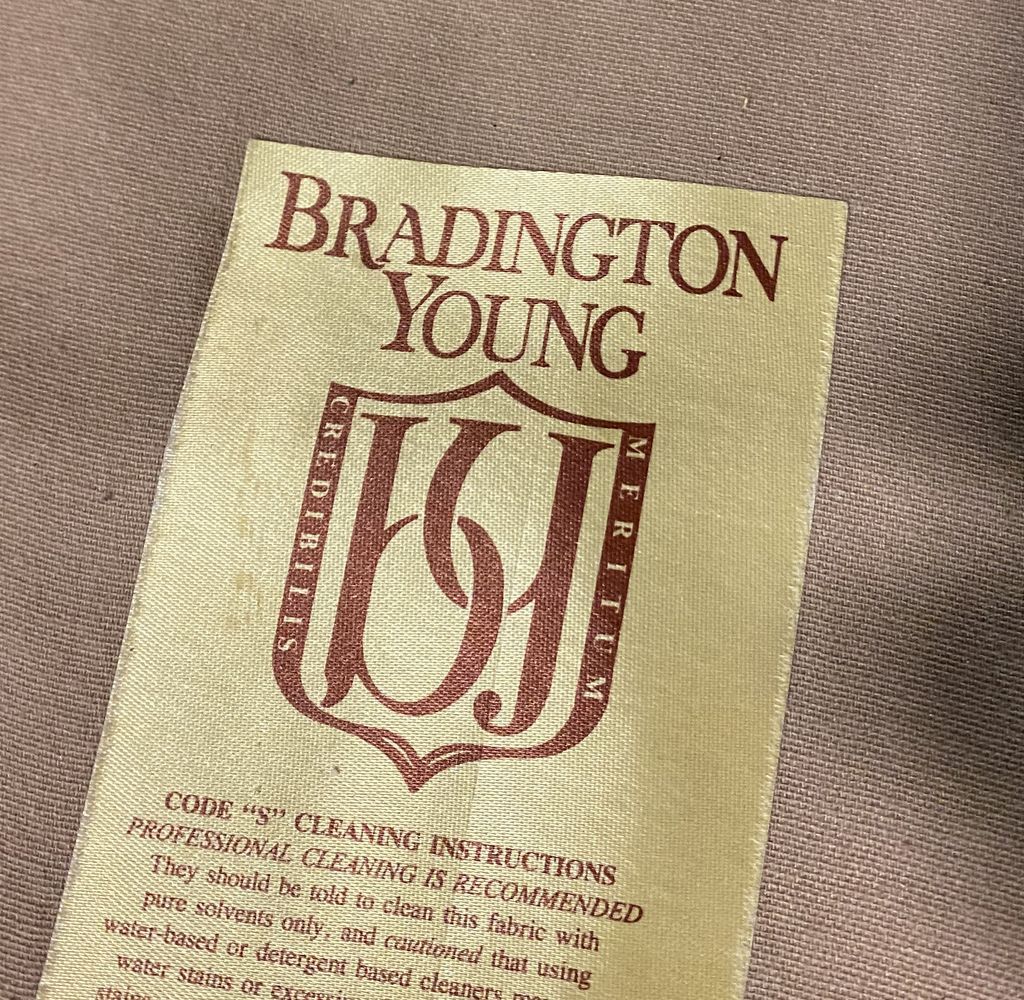 BRADINGTON
YOUNG
CREDIBILIS
MERITUM
CODE “S” CLEANING INSTRUCTIONS
PROFESSIONAL CLEANING IS RECOMMENDED
They should be told to clean this fabric with
pure solvents only, and cautioned that using
water-based or detergent based cleaners may
water stains or